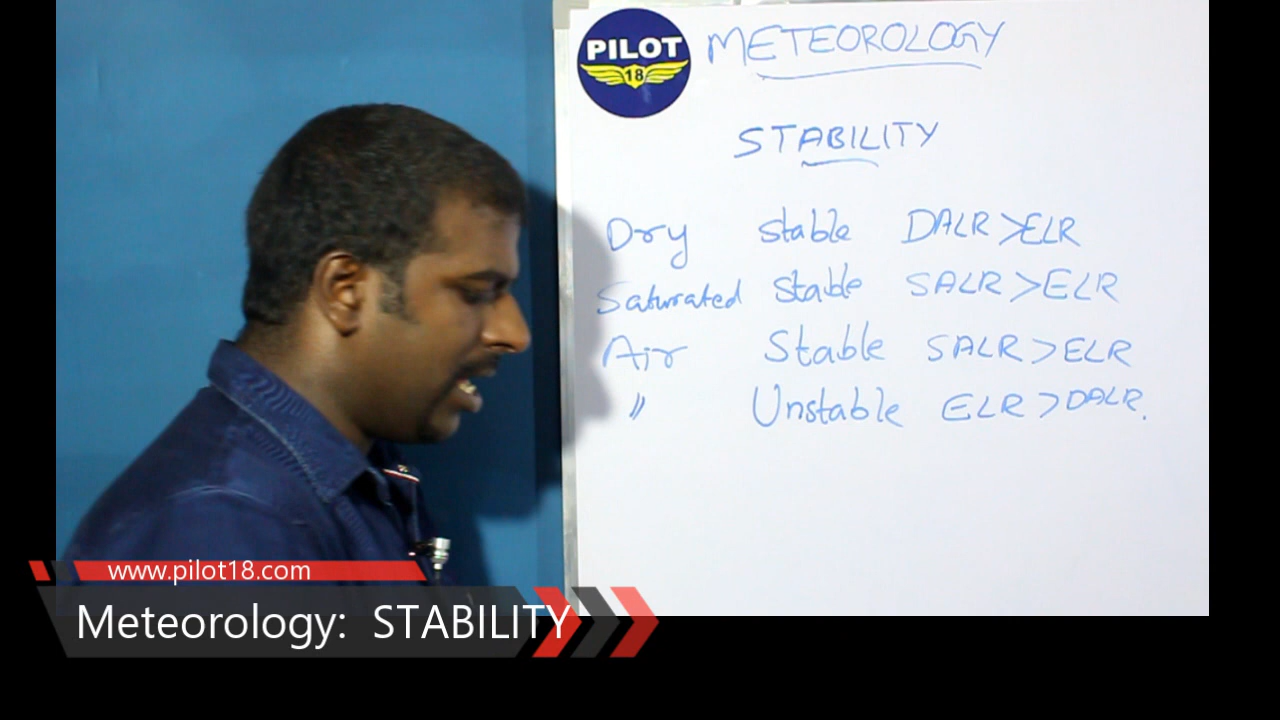 PILOT
18
METEOROLOGY
STABILITY
Dry stable DALR>ELR
Saturated stable SALR>ELR
Air Stable SALR>ELR
〃 Unstable ELR>DALR.
www.pilot18.com
Meteorology: STABILITY